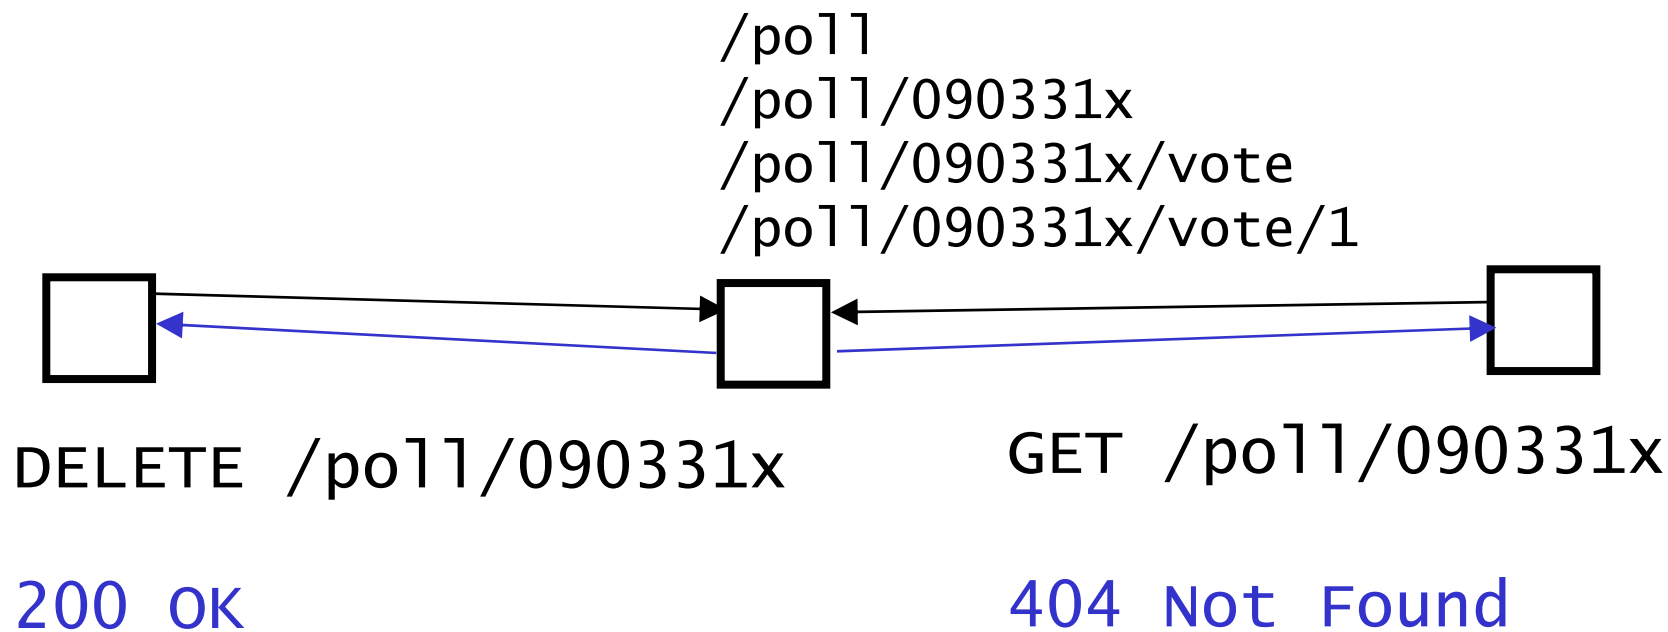 /poll
/poll/090331x
/poll/090331x/vote
/poll/090331x/vote/1
DELETE /poll/090331x
GET /poll/090331x
200 OK
404 Not Found